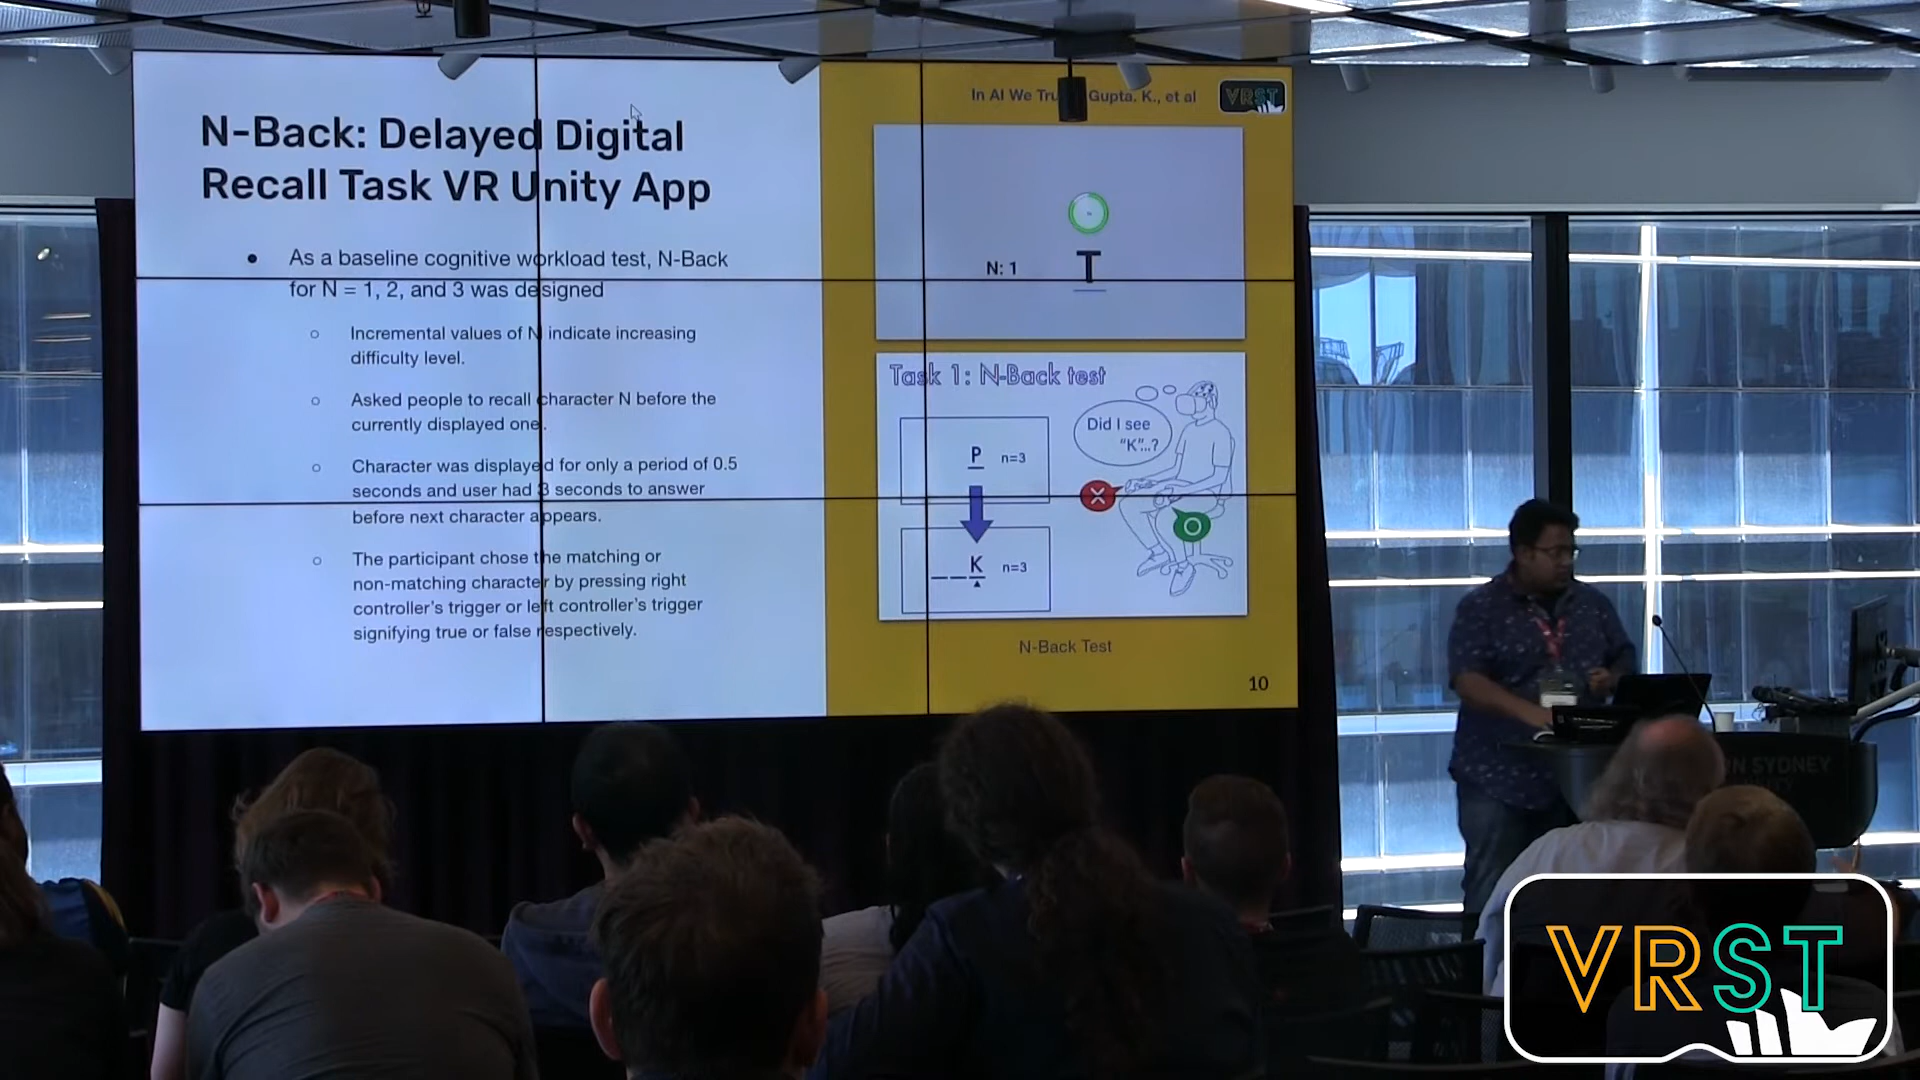 N-Back: Delayed Digital
Recall Task VR Unity App
As a baseline cognitive workload test, N-Back
for N = 1, 2, and 3 was designed
Incremental values of N indicate increasing
difficulty level.
Asked people to recall character N before the
currently displayed one.
Character was displayed for only a period of 0.5
seconds and user had 3 seconds to answer
before next character appears.
The participant chose the matching or
non-matching character by pressing right
controller's trigger or left controller's trigger
signifying true or false respectively.
In AI We Gupta, K., et al
VRST
N: 1 T
Task 1: N-Back test
Did I see
"K"...?
P n=3
K n=3
N-Back Test
10
SYDNEY
VRST